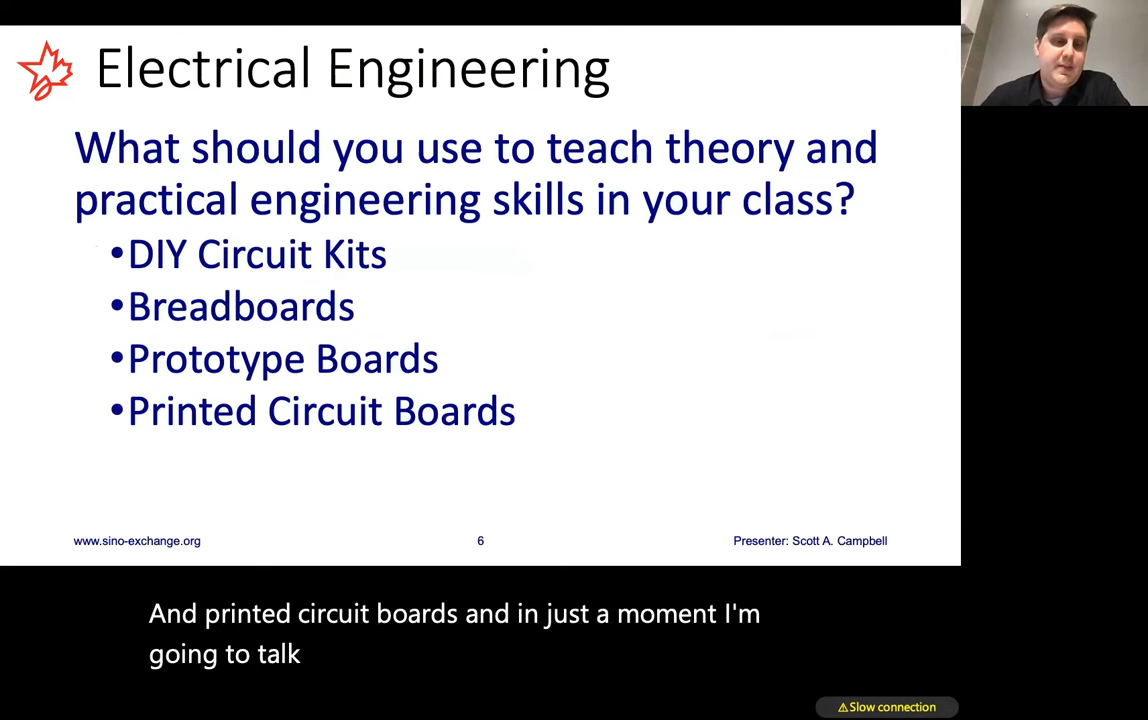 Electrical Engineering
What should you use to teach theory and
practical engineering skills in your class?
•DIY Circuit Kits
•Breadboards
•Prototype Boards
•Printed Circuit Boards
www.sino-exchange.org 6 Presenter: Scott A. Campbell
And printed circuit boards and in just a moment I'm
going to talk
⚠Slow connection